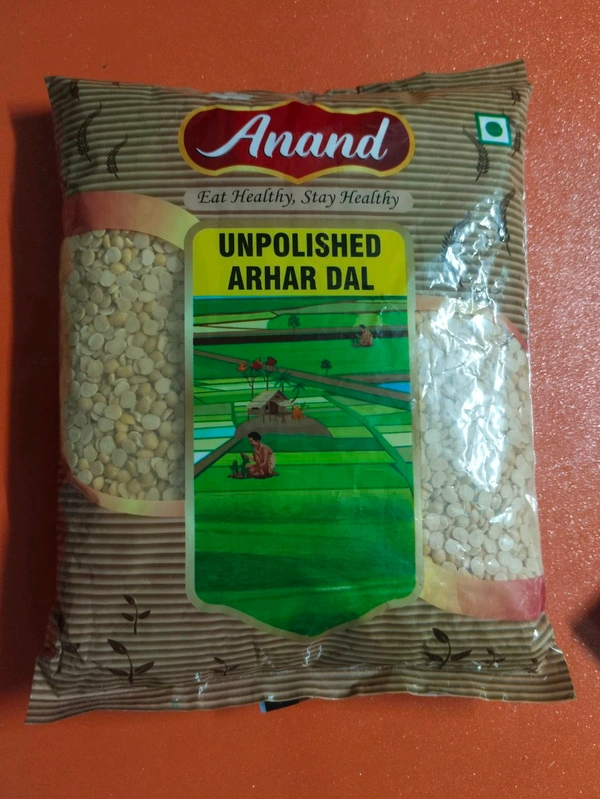 Anand
Eat Healthy, Stay Healthy
UNPOLISHED
ARHAR DAL